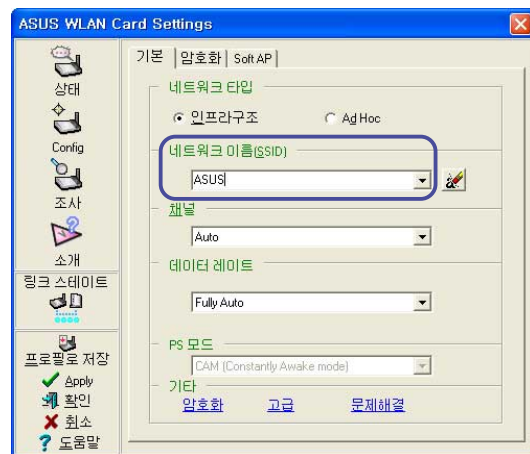 ASUS WLAN Card Settings
상태
Config
조사
소개
링크 스테이트
프로필로 저장
Apply
확인
취소
도움말
기본
암호화
Soft AP
네트워크 타입
인프라구조
Ad Hoc
네트워크 이름(SSID)
ASUS
채널
Auto
데이터 레이트
Fully Auto
PS 모드
CAM (Constantly Awake mode)
기타
암호화
고급
문제해결